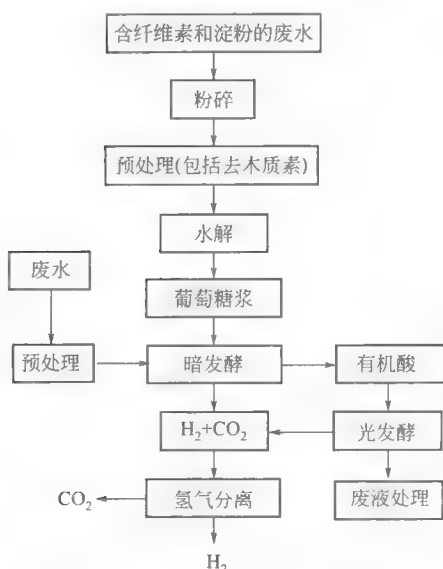 含纤维素和淀粉的废水
粉碎
预处理(包括去木质素)
水解
废水
葡萄糖浆
预处理
暗发酵
有机酸
H₂+CO₂
光发酵
CO₂
氢气分离
废液处理
H₂